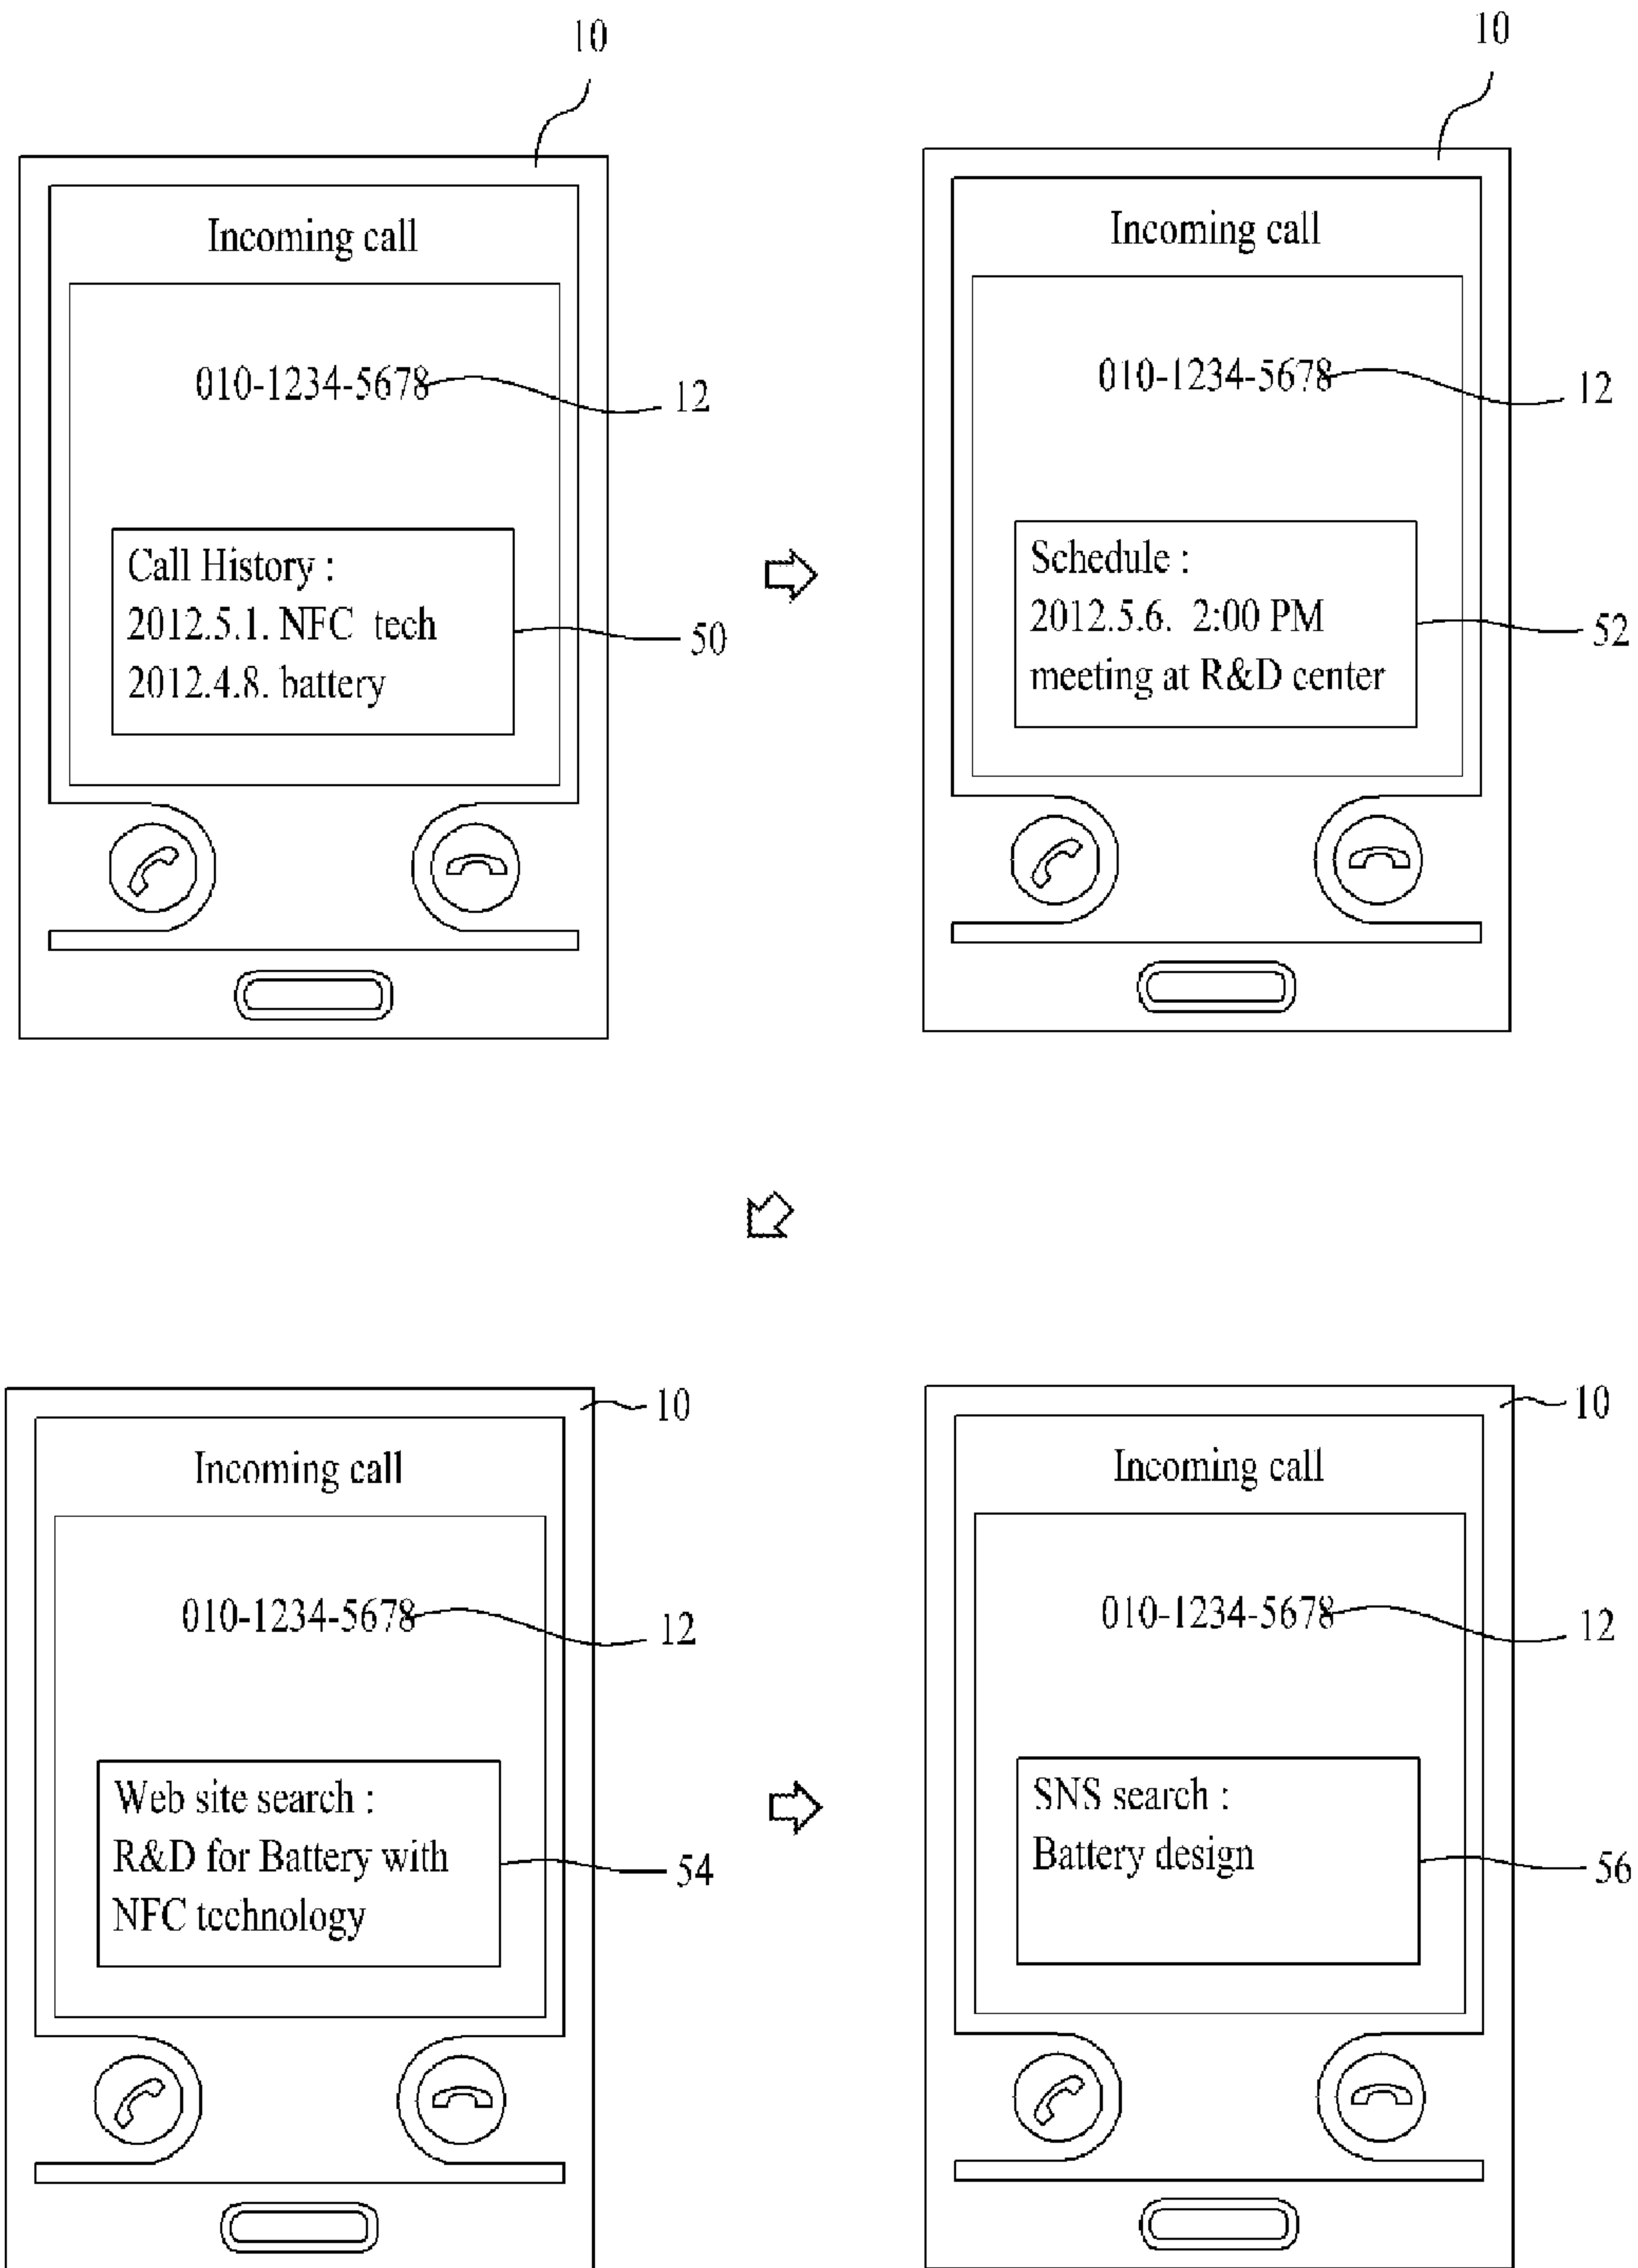 10
Incoming call
010-1234-5678
12
Call History :
2012.5.1. NFC tech
2012.4.8. battery
50
10
Incoming call
010-1234-5678
12
Schedule :
2012.5.6. 2:00 PM
meeting at R&D center
52
10
Incoming call
010-1234-5678
12
Web site search :
R&D for Battery with
NFC technology
54
10
Incoming call
010-1234-5678
12
SNS search :
Battery design
56